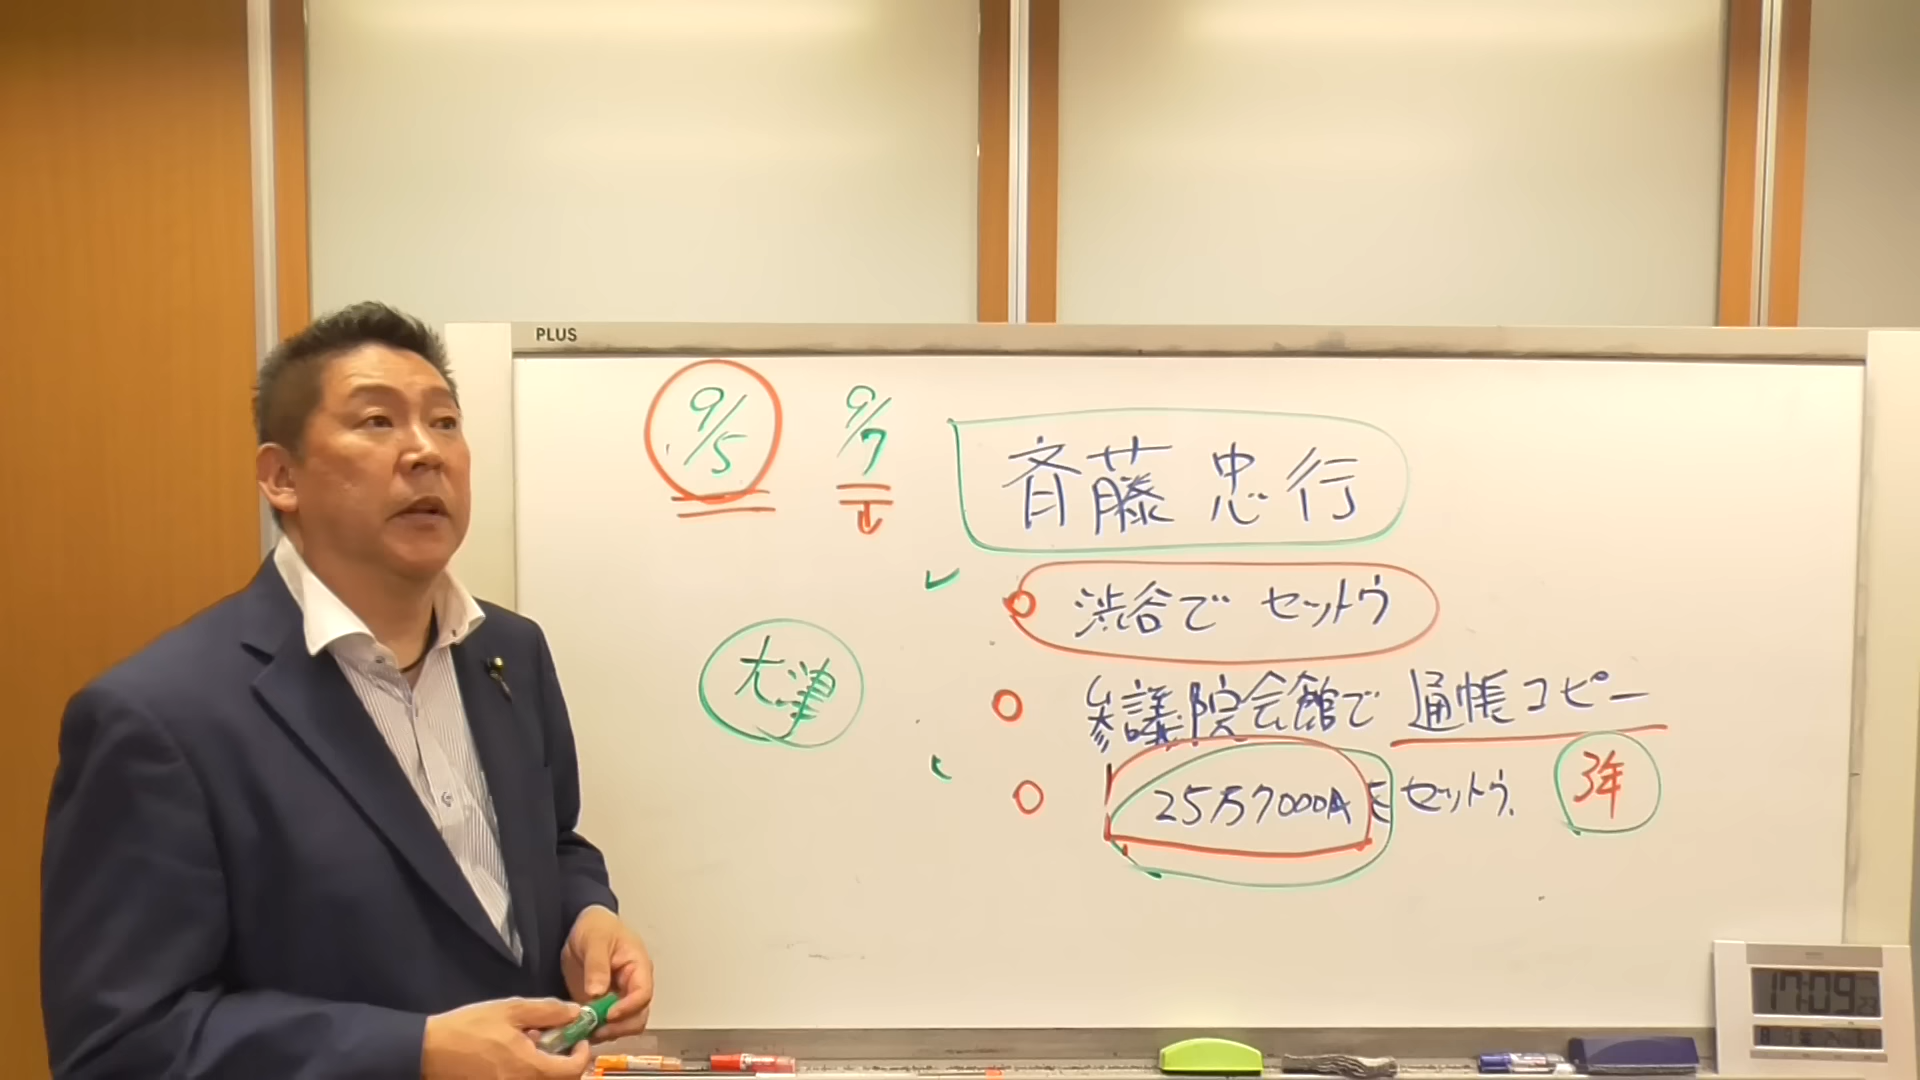 PLUS
9/5 9/7
斉藤 忠行
渋谷で セットウ
大津
参議院会館で 通帳コピー
25万7000円を セットウ. 3年
17:09